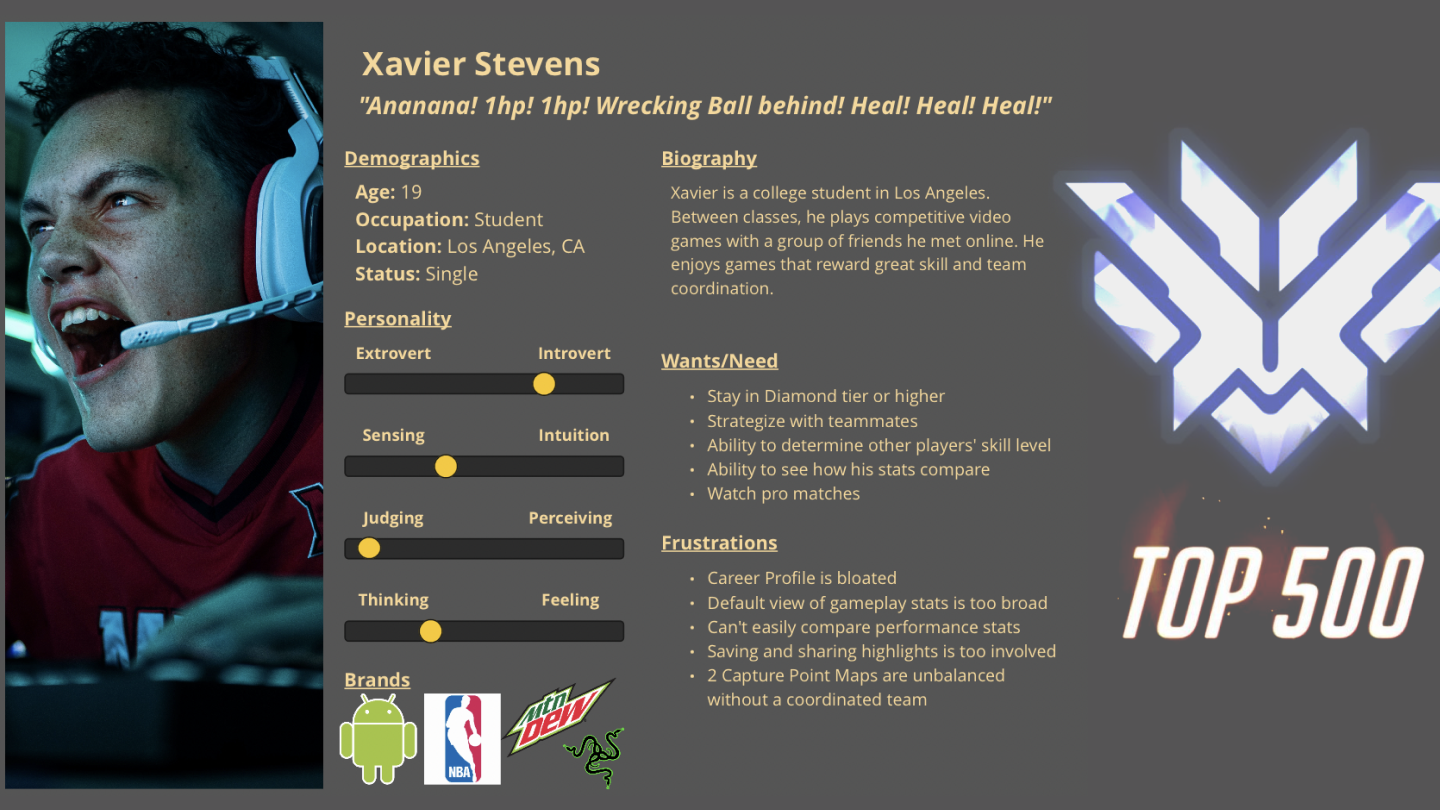 Xavier Stevens
"Ananana! 1hp! 1hp! Wrecking Ball behind! Heal! Heal! Heal!"
Demographics
Age: 19
Occupation: Student
Location: Los Angeles, CA
Status: Single
Personality
Extrovert Introvert
Sensing Intuition
Judging Perceiving
Thinking Feeling
Brands
NBA
mtn
DEW
Biography
Xavier is a college student in Los Angeles.
Between classes, he plays competitive video
games with a group of friends he met online. He
enjoys games that reward great skill and team
coordination.
Wants/Need
• Stay in Diamond tier or higher
• Strategize with teammates
• Ability to determine other players' skill level
• Ability to see how his stats compare
• Watch pro matches
Frustrations
• Career Profile is bloated
• Default view of gameplay stats is too broad
• Can't easily compare performance stats
• Saving and sharing highlights is too involved
• 2 Capture Point Maps are unbalanced
without a coordinated team
TOP 500